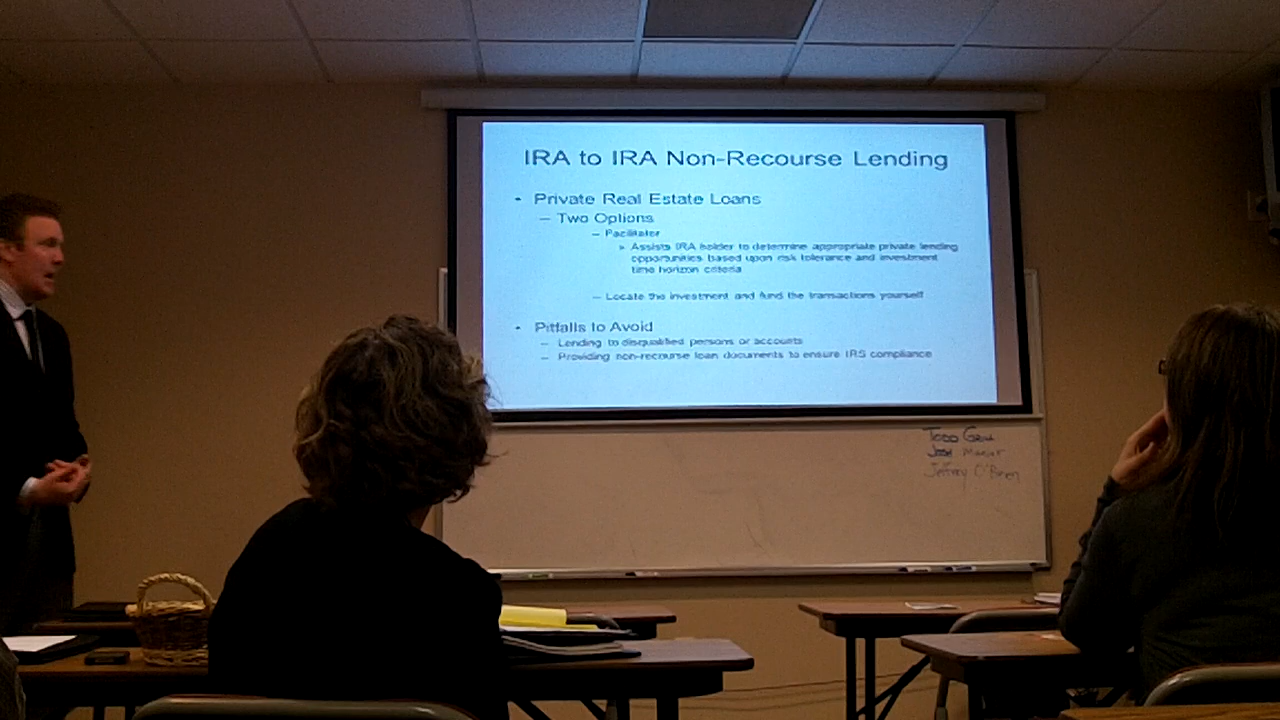 IRA to IRA Non-Recourse Lending
• Private Real Estate Loans
– Two Options
– Facilitator
» Assists IRA holder to determine appropriate private lending
opportunities based upon risk tolerance and investment
time horizon criteria
– Locate the investment and fund the transactions yourself
• Pitfalls to Avoid
– Lending to disqualified persons or accounts
– Providing non-recourse loan documents to ensure IRS compliance
Todd
Josh
Jeffrey O'Brien